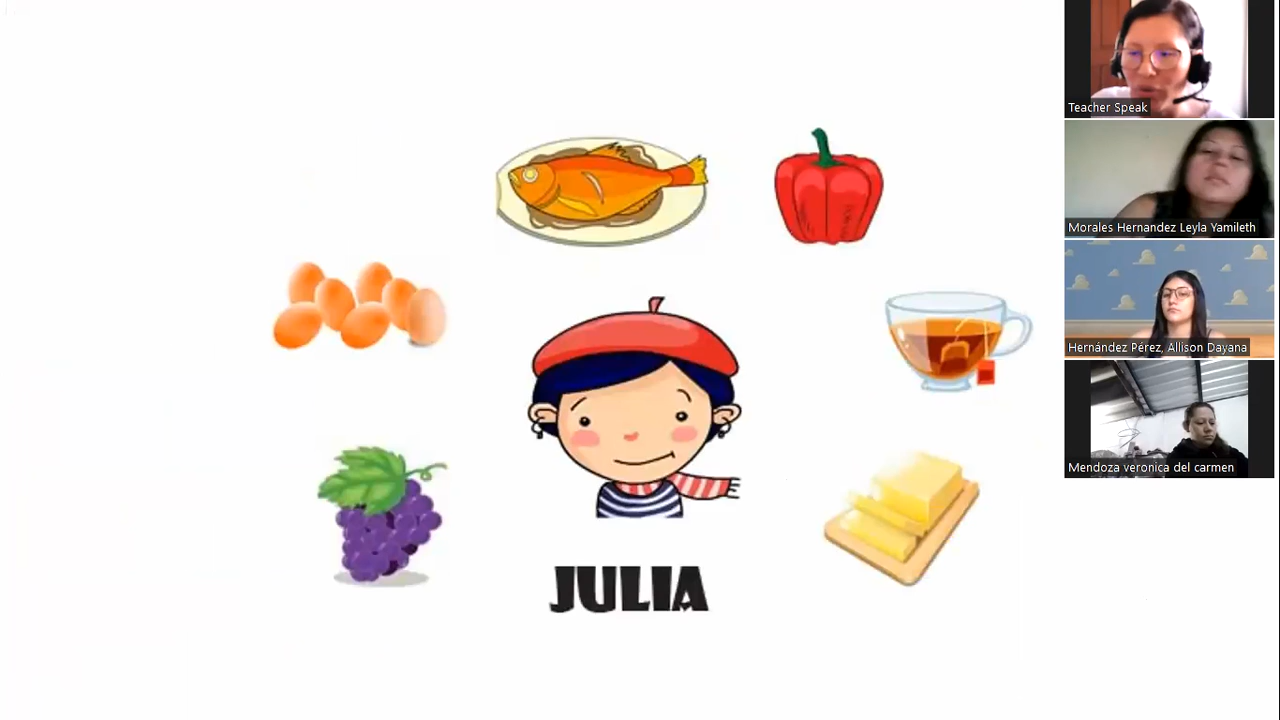 JULIA
Teacher Speak
Morales Hernandez Leyla Yamileth
Hernández Pérez, Allison Dayana
Mendoza veronica del carmen